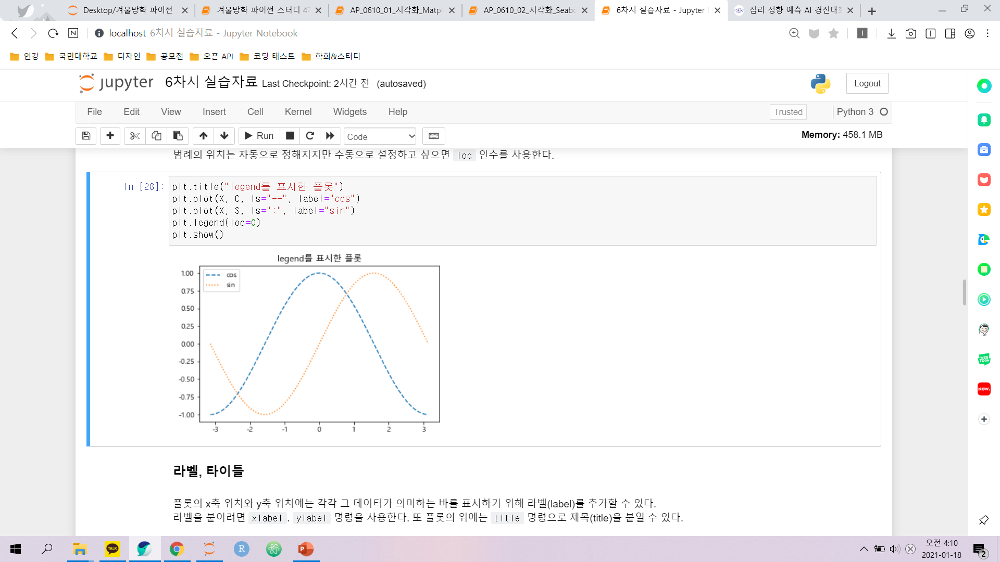 Desktop/겨울방학 파이썬
겨울방학 파이썬 스터디 4
AP_0610_01_시각화_Matpl
AP_0610_02_시각화_Seabo
6차시 실습자료 - Jupyter
심리 성향 예측 AI 경진대회
localhost 6차시 실습자료 - Jupyter Notebook
인강 국민대학교 디자인 공모전 오픈 API 코딩 테스트 학회&스터디
jupyter 6차시 실습자료 Last Checkpoint: 2시간 전 (autosaved)
Logout
File Edit View Insert Cell Kernel Widgets Help
Trusted Python 3
Run Code
Memory: 458.1 MB
범례의 위치는 자동으로 정해지지만 수동으로 설정하고 싶으면 loc 인수를 사용한다.
In [28]:
plt.title("legend를 표시한 플롯")
plt.plot(X, C, ls="--", label="cos")
plt.plot(X, S, ls=":", label="sin")
plt.legend(loc=0)
plt.show()
legend를 표시한 플롯
cos
sin
1.00
0.75
0.50
0.25
0.00
-0.25
-0.50
-0.75
-1.00
-3 -2 -1 0 1 2 3
라벨, 타이틀
플롯의 x축 위치와 y축 위치에는 각각 그 데이터가 의미하는 바를 표시하기 위해 라벨(label)를 추가할 수 있다.
라벨을 붙이려면 xlabel. ylabel 명령을 사용한다. 또 플롯의 위에는 title 명령으로 제목(title)을 붙일 수 있다.
WEB
TOON
NOW.
TALK
R
P
오전 4:10
2021-01-18
2